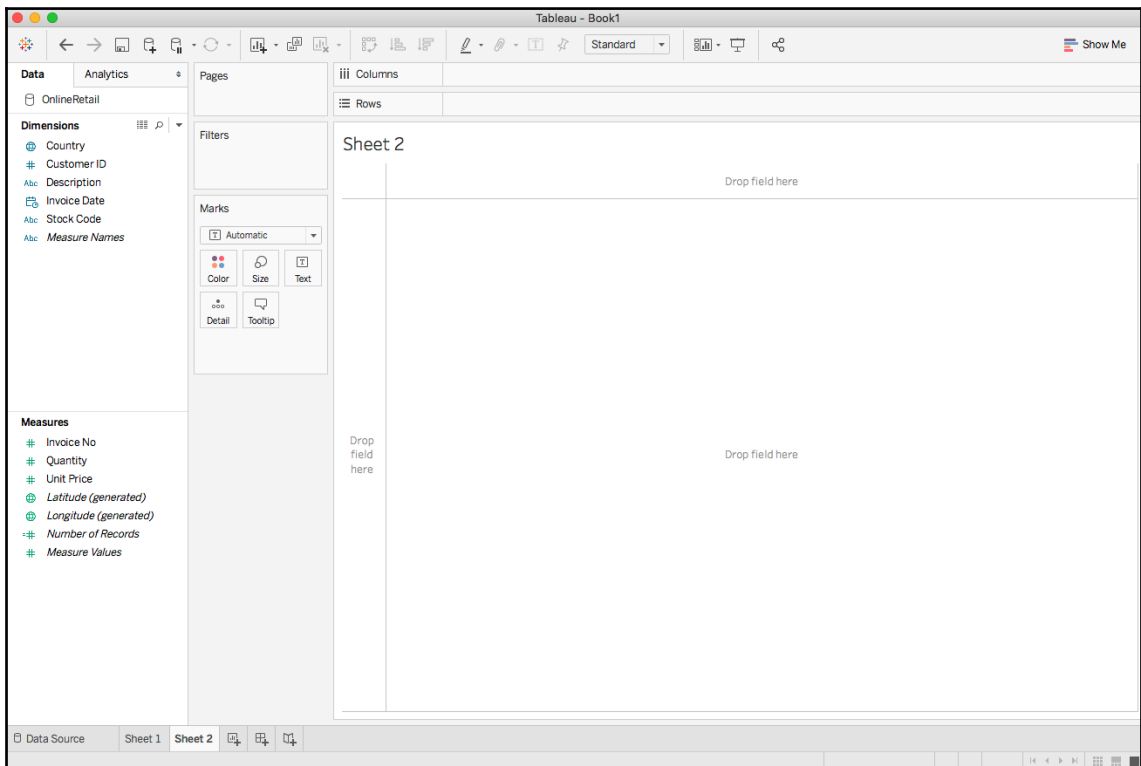 Tableau - Book1
Standard
Show Me
Data Analytics
OnlineRetail
Dimensions
Country
# Customer ID
Abc Description
Invoice Date
Abc Stock Code
Abc Measure Names
Measures
# Invoice No
# Quantity
# Unit Price
Latitude (generated)
Longitude (generated)
=# Number of Records
# Measure Values
Pages
Filters
Marks
T Automatic
Color Size Text
Detail Tooltip
Columns
Rows
Sheet 2
Drop field here
Drop
field
here
Drop field here
Data Source Sheet 1 Sheet 2